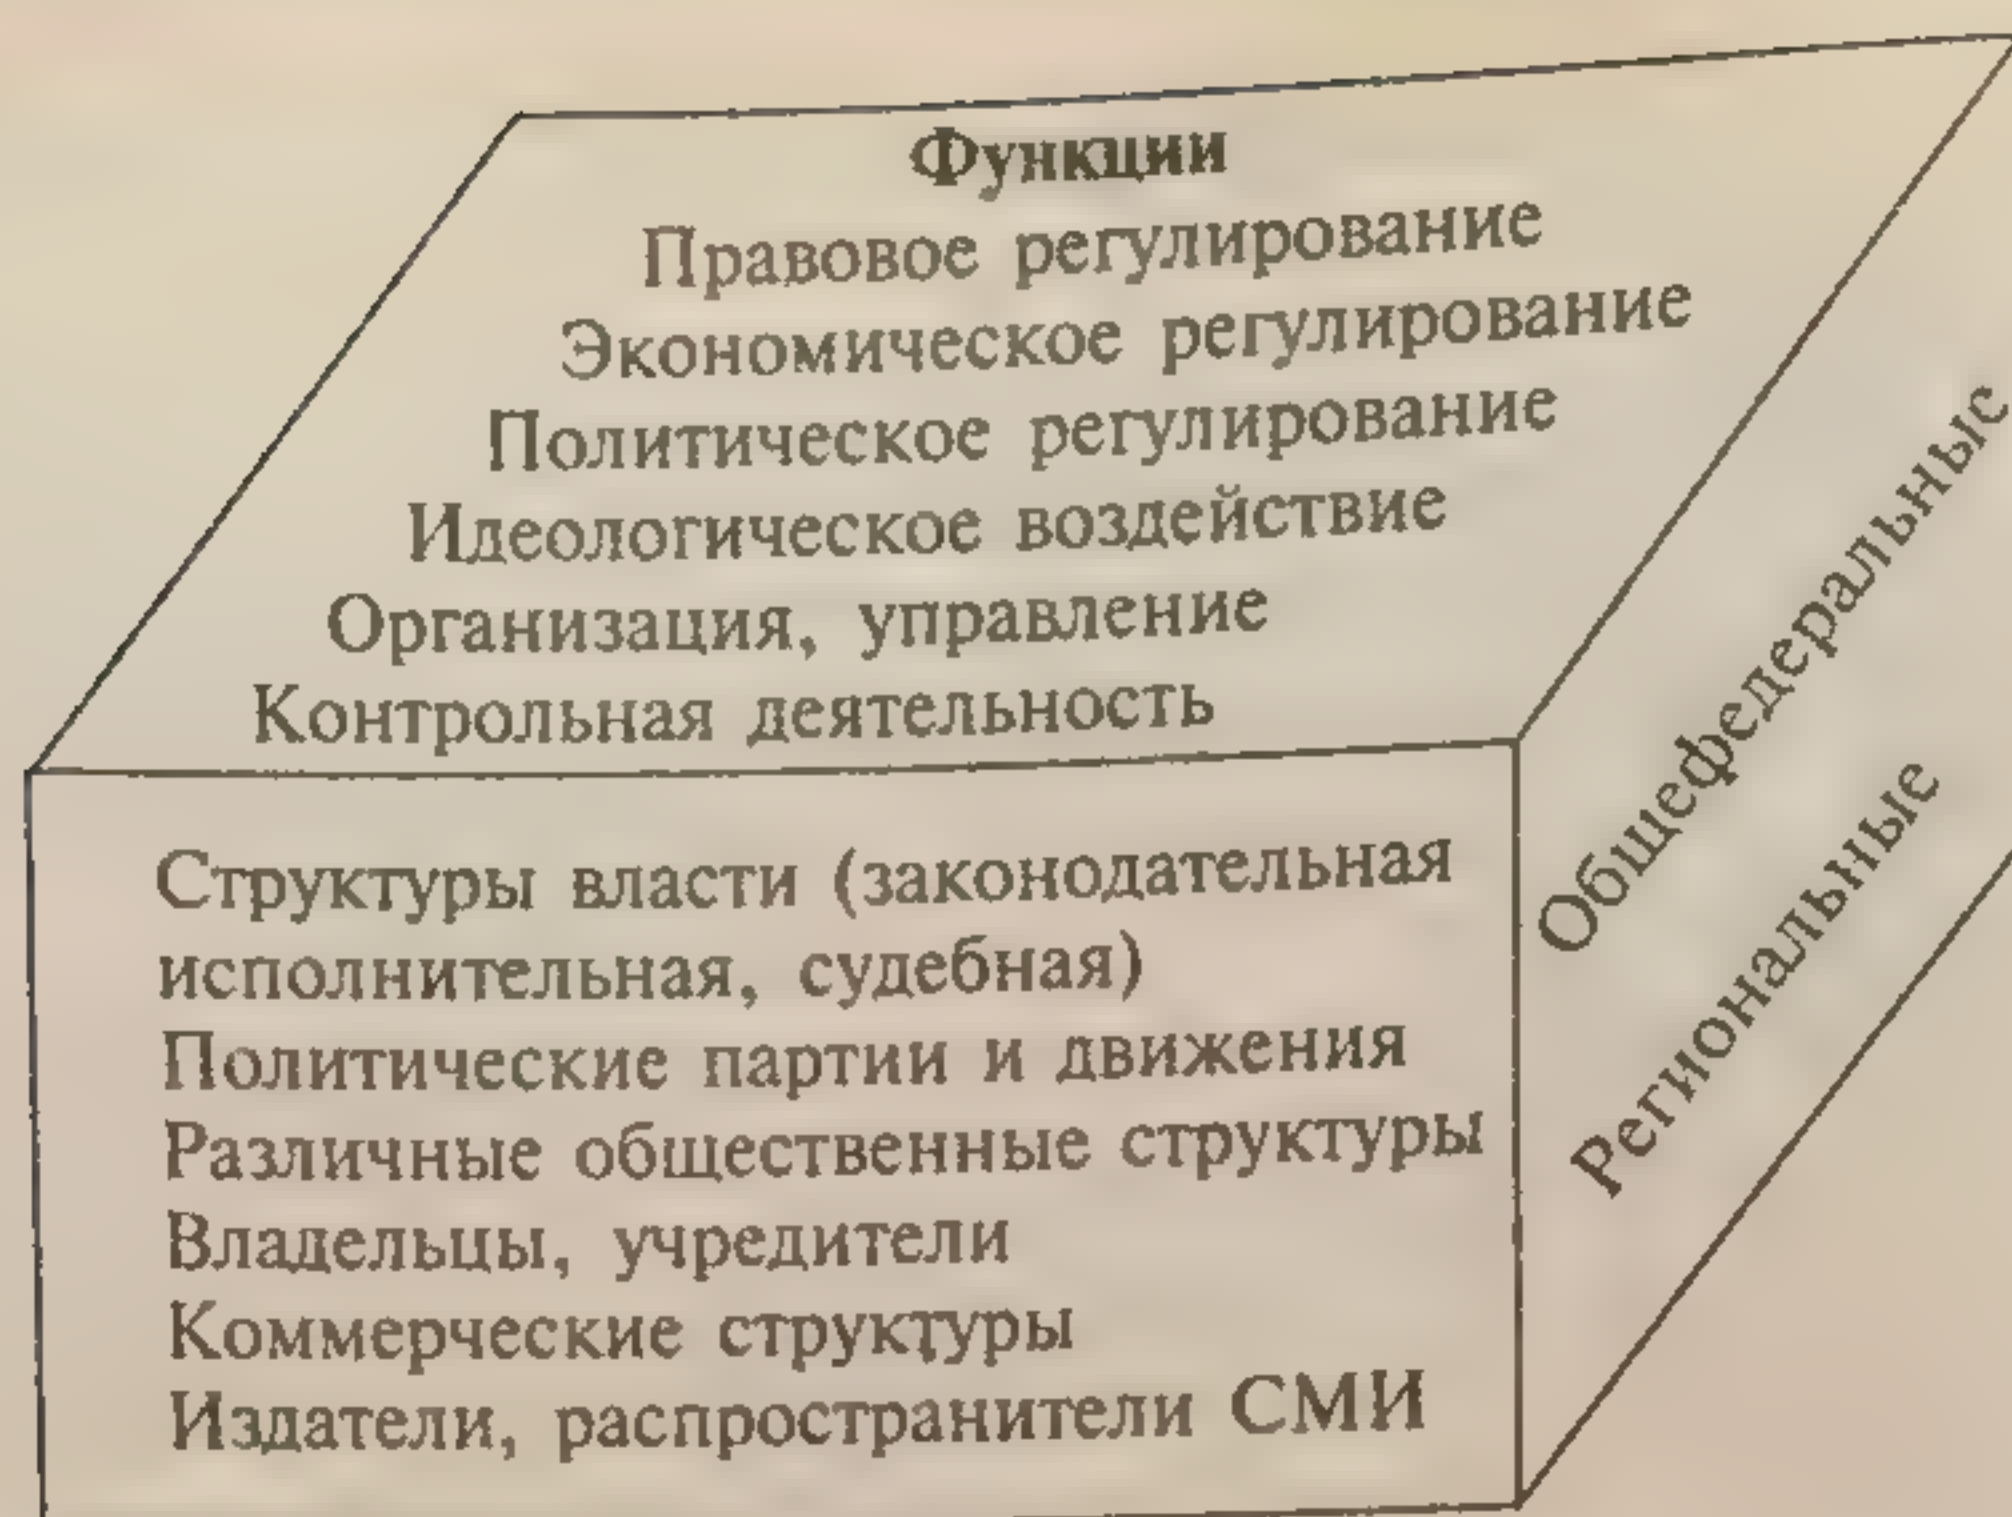 Функции
Правовое регулирование
Экономическое регулирование
Политическое регулирование
Идеологическое воздействие
Организация, управление
Контрольная деятельность
Структуры власти (законодательная
исполнительная, судебная)
Политические партии и движения
Различные общественные структуры
Владельцы, учредители
Коммерческие структуры
Издатели, распространители СМИ
Общефедеральные
Региональные